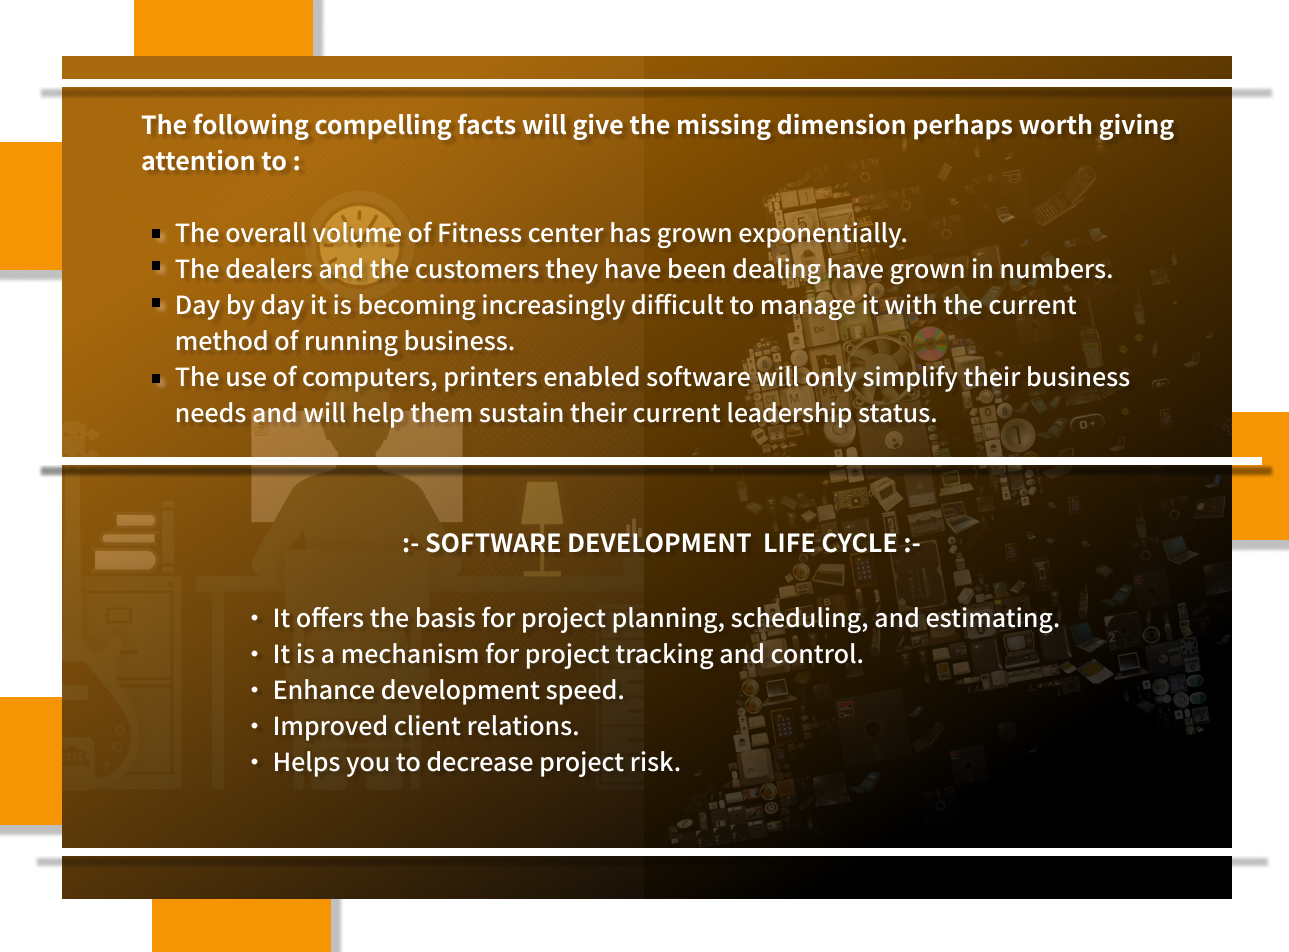 The following compelling facts will give the missing dimension perhaps worth giving
attention to :
▪ The overall volume of Fitness center has grown exponentially.
▪ The dealers and the customers they have been dealing have grown in numbers.
▪ Day by day it is becoming increasingly difficult to manage it with the current
method of running business.
▪ The use of computers, printers enabled software will only simplify their business
needs and will help them sustain their current leadership status.
:- SOFTWARE DEVELOPMENT  LIFE CYCLE :-
• It offers the basis for project planning, scheduling, and estimating.
• It is a mechanism for project tracking and control.
• Enhance development speed.
• Improved client relations.
• Helps you to decrease project risk.